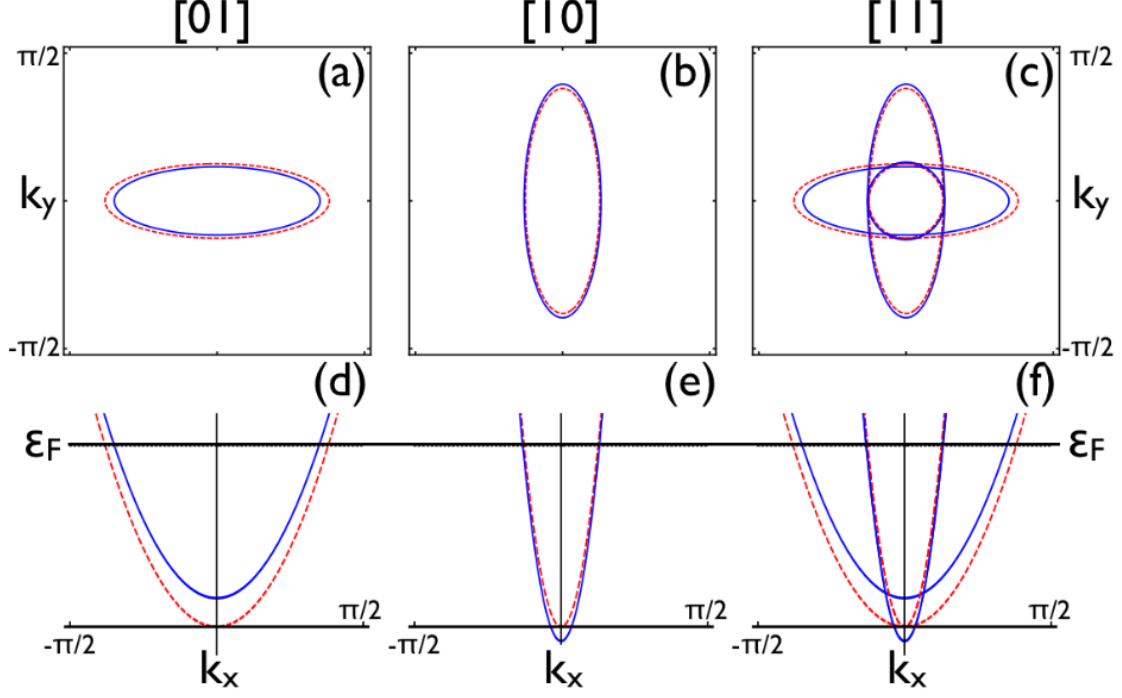 [01] [10] [11]
π/2 (a) (b) (c) π/2
k_y k_y
-π/2 -π/2
(d) (e) (f)
ε_F ε_F
-π/2 π/2 -π/2 π/2 -π/2 π/2
k_x k_x k_x